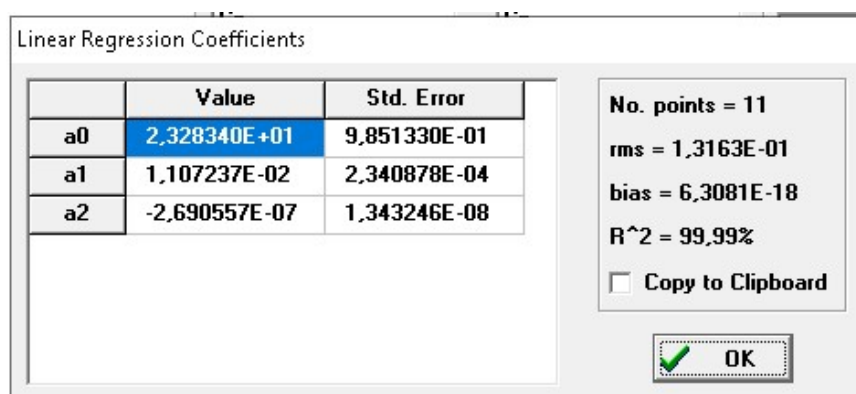 Linear Regression Coefficients
Value Std. Error
a0 2,328340E+01 9,851330E-01
a1 1,107237E-02 2,340878E-04
a2 -2,690557E-07 1,343246E-08
No. points = 11
rms = 1,3163E-01
bias = 6,3081E-18
R^2 = 99,99%
Copy to Clipboard
OK